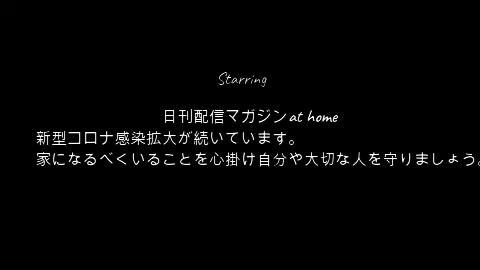 Starring
日刊配信マガジンat home
新型コロナ感染拡大が続いています。
家になるべくいることを心掛け自分や大切な人を守りましょう。